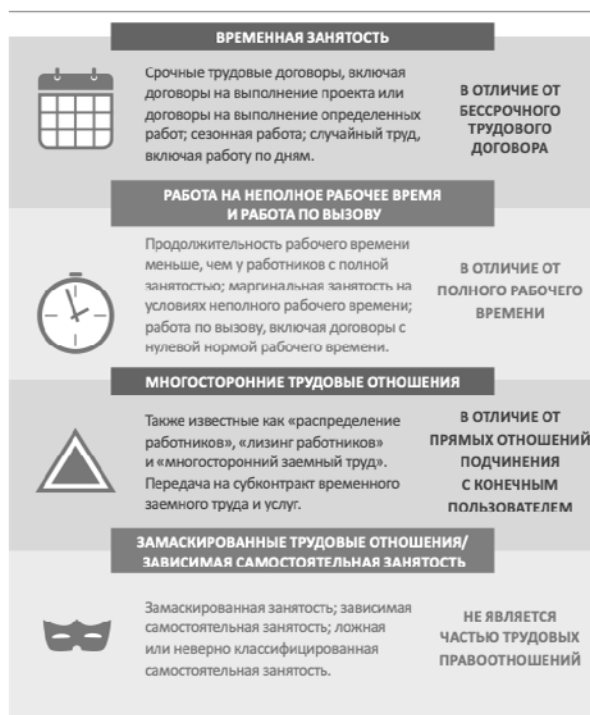 ВРЕМЕННАЯ ЗАНЯТОСТЬ
Срочные трудовые договоры, включая
договоры на выполнение проекта или
договоры на выполнение определенных
работ; сезонная работа; случайный труд,
включая работу по дням.
В ОТЛИЧИЕ ОТ
БЕССРОЧНОГО
ТРУДОВОГО
ДОГОВОРА
РАБОТА НА НЕПОЛНОЕ РАБОЧЕЕ ВРЕМЯ
И РАБОТА ПО ВЫЗОВУ
Продолжительность рабочего времени
меньше, чем у работников с полной
занятостью; маргинальная занятость на
условиях неполного рабочего времени;
работа по вызову, включая договоры с
нулевой нормой рабочего времени.
В ОТЛИЧИЕ ОТ
ПОЛНОГО РАБОЧЕГО
ВРЕМЕНИ
МНОГОСТОРОННИЕ ТРУДОВЫЕ ОТНОШЕНИЯ
Также известные как «распределение
работников», «лизинг работников»
и «многосторонний заемный труд».
Передача на субконтракт временного
заемного труда и услуг.
В ОТЛИЧИЕ ОТ
ПРЯМЫХ ОТНОШЕНИЙ
ПОДЧИНЕНИЯ
С КОНЕЧНЫМ
ПОЛЬЗОВАТЕЛЕМ
ЗАМАСКИРОВАННЫЕ ТРУДОВЫЕ ОТНОШЕНИЯ/
ЗАВИСИМАЯ САМОСТОЯТЕЛЬНАЯ ЗАНЯТОСТЬ
Замаскированная занятость; зависимая
самостоятельная занятость; ложная
или неверно классифицированная
самостоятельная занятость.
НЕ ЯВЛЯЕТСЯ
ЧАСТЬЮ ТРУДОВЫХ
ПРАВООТНОШЕНИЙ